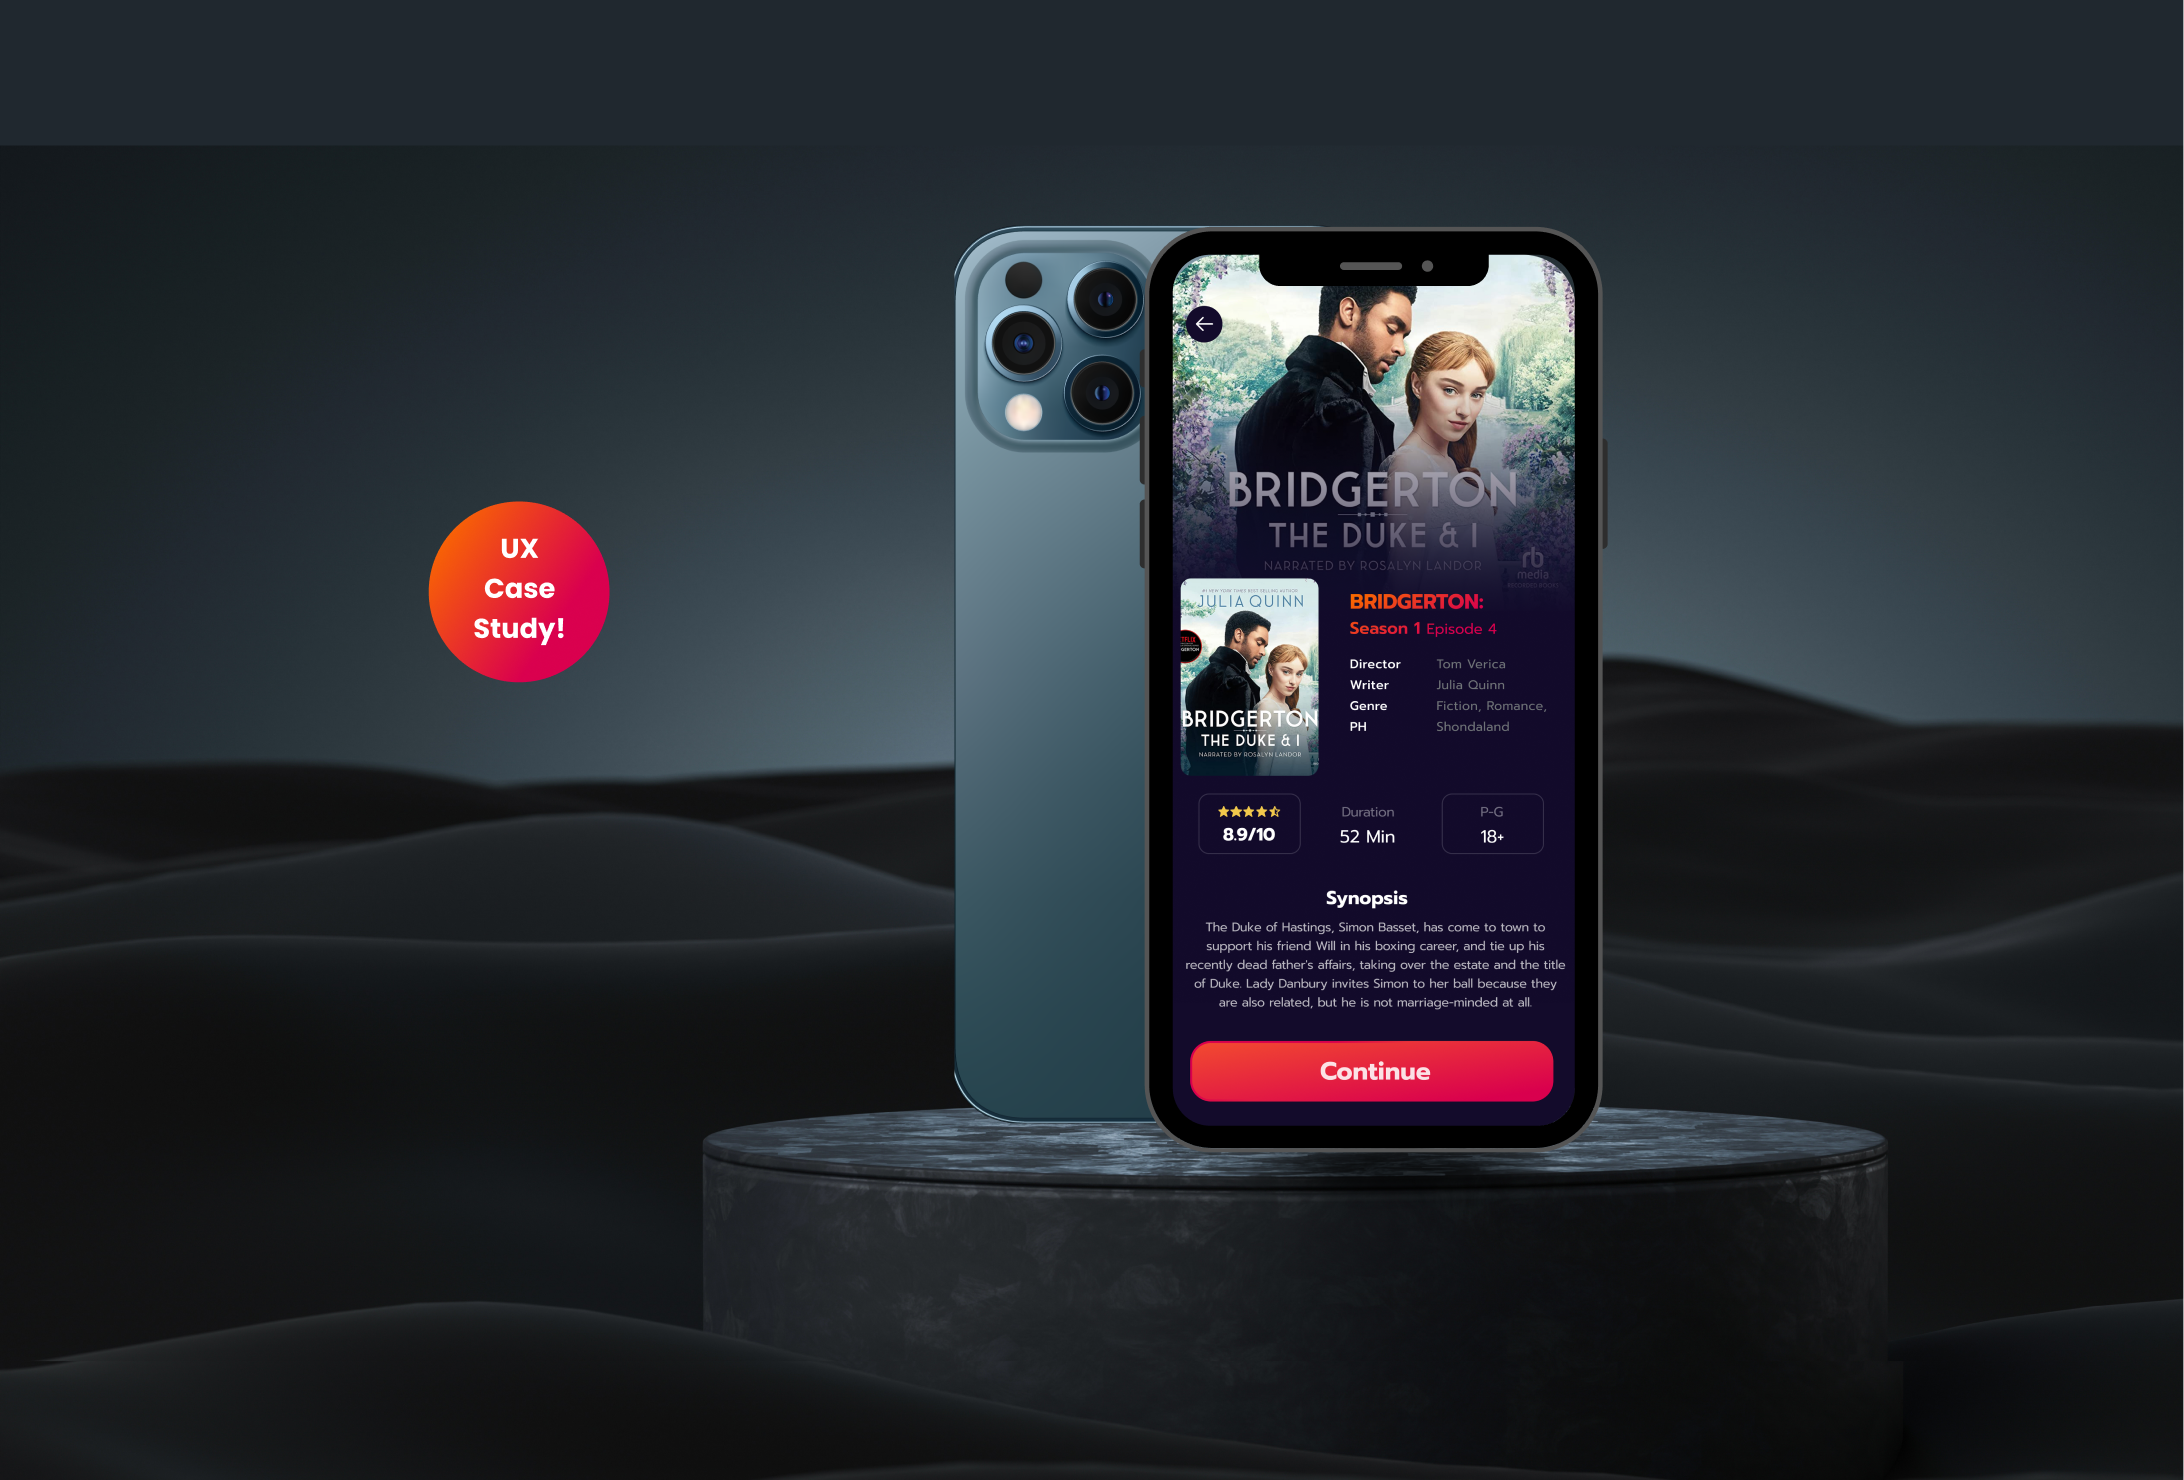 UX
Case
Study!
BRIDGERTON
THE DUKE & I
NARRATED BY ROSALYN LANDOR
rb
media
JULIA QUINN
BRIDGERTON
THE DUKE & I
NARRATED BY ROSALYN LANDOR
BRIDGERTON:
Season 1 Episode 4
Director Tom Verica
Writer Julia Quinn
Genre Fiction, Romance,
PH Shondaland
8.9/10
Duration
52 Min
P-G
18+
Synopsis
The Duke of Hastings, Simon Basset, has come to town to
support his friend Will in his boxing career, and tie up his
recently dead father's affairs, taking over the estate and the title
of Duke. Lady Danbury invites Simon to her ball because they
are also related, but he is not marriage-minded at all.
Continue